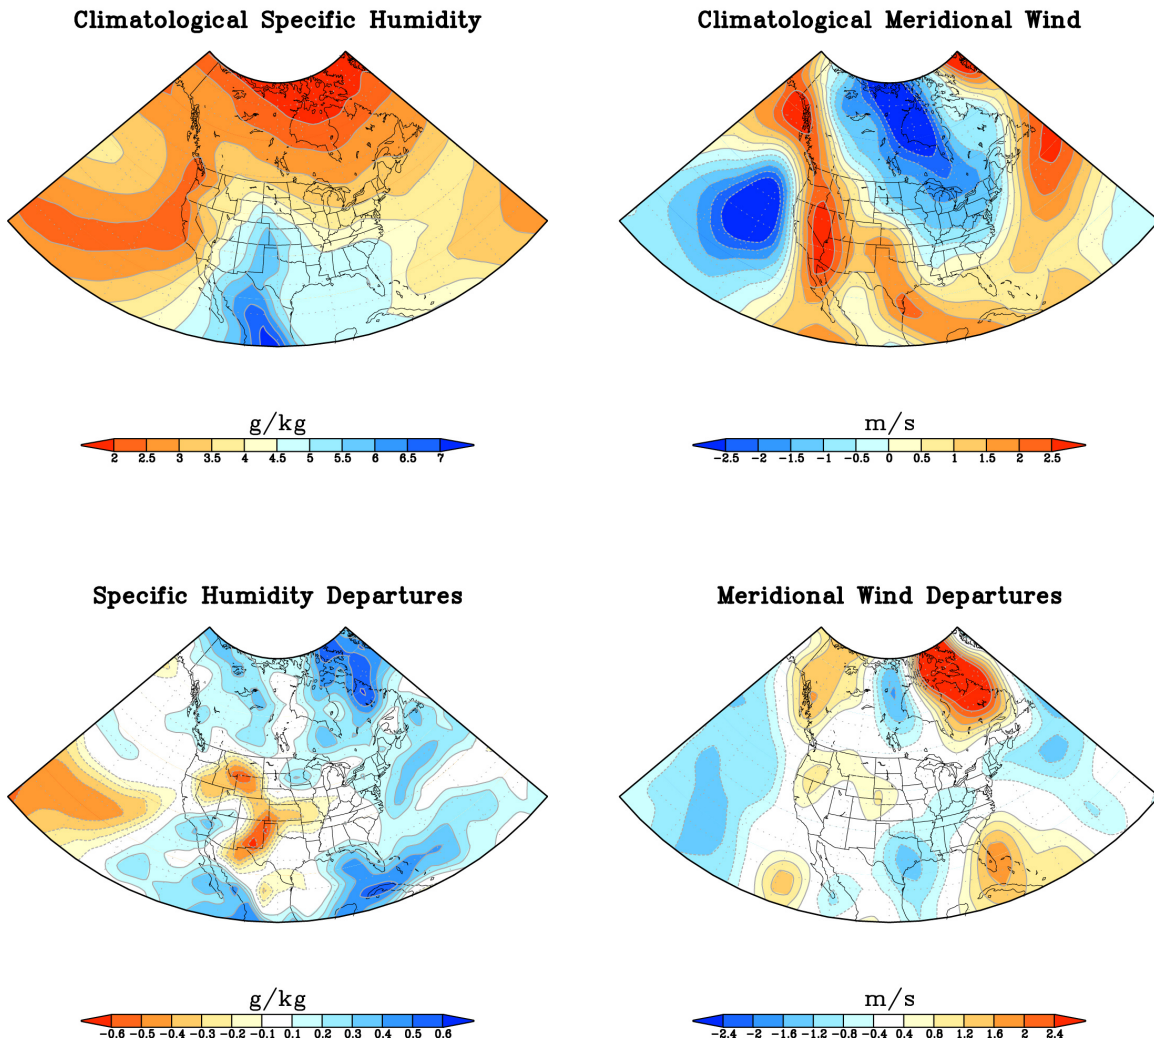 Climatological Specific Humidity
Climatological Meridional Wind
g/kg
2 2.5 3 3.5 4 4.5 5 5.5 6 6.5 7
m/s
-2.5 -2 -1.5 -1 -0.5 0 0.5 1 1.5 2 2.5
Specific Humidity Departures
Meridional Wind Departures
g/kg
-0.6 -0.5 -0.4 -0.3 -0.2 -0.1 0.1 0.2 0.3 0.4 0.5 0.6
m/s
-2.4 -2 -1.6 -1.2 -0.8 -0.4 0.4 0.8 1.2 1.6 2 2.4